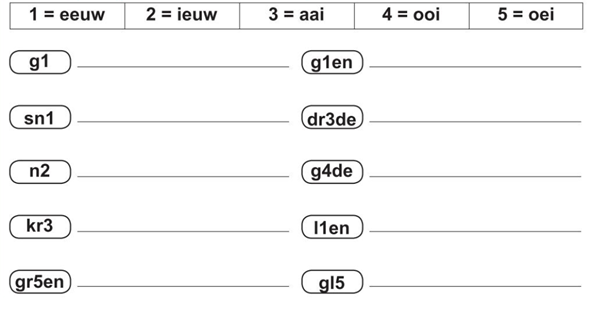 1 = eeuw 2 = ieuw 3 = aai 4 = ooi 5 = oei
g1 g1en
sn1 dr3de
n2 g4de
kr3 l1en
gr5en gl5